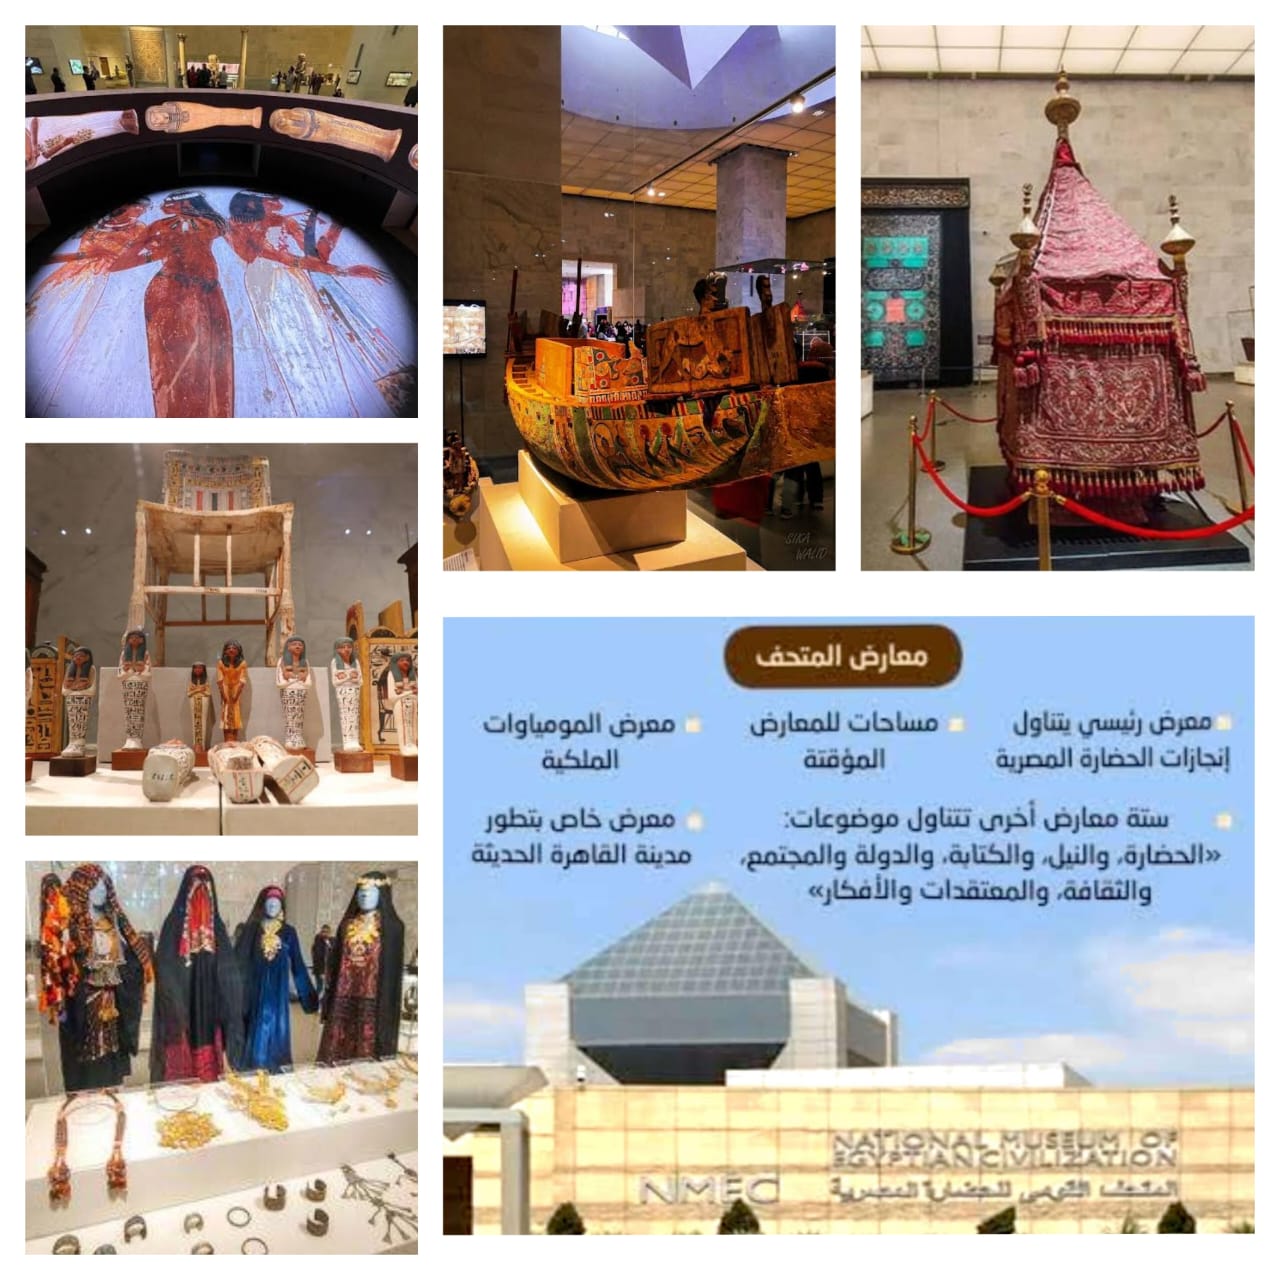 SIKA
WALID
معارض المتحف
معرض رئيسي يتناول
إنجازات الحضارة المصرية
مساحات للمعارض
المؤقتة
معرض المومياوات
الملكية
ستة معارض أخرى تتناول موضوعات:
«الحضارة، والنيل، والكتابة، والدولة والمجتمع،
والثقافة، والمعتقدات والأفكار»
معرض خاص بتطور
مدينة القاهرة الحديثة
NATIONAL MUSEUM OF
EGYPTIAN CIVILIZATION
NMEC
المتحف القومي للحضارة المصرية